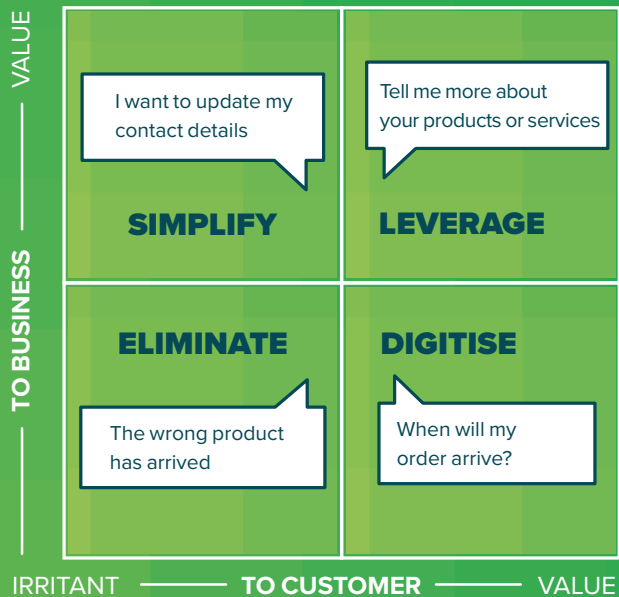 VALUE
TO BUSINESS
I want to update my
contact details
SIMPLIFY
Tell me more about
your products or services
LEVERAGE
ELIMINATE
The wrong product
has arrived
DIGITISE
When will my
order arrive?
IRRITANT
TO CUSTOMER
VALUE